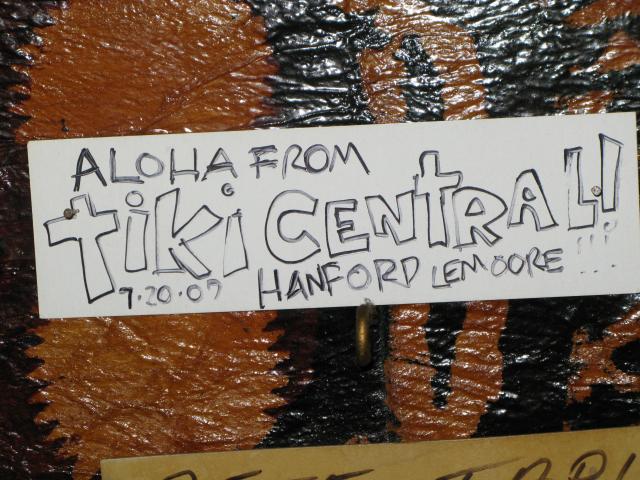 ALOHA FROM
TiKi CENTRAL!
7.20.07 HANFORD LEMOORE !!!